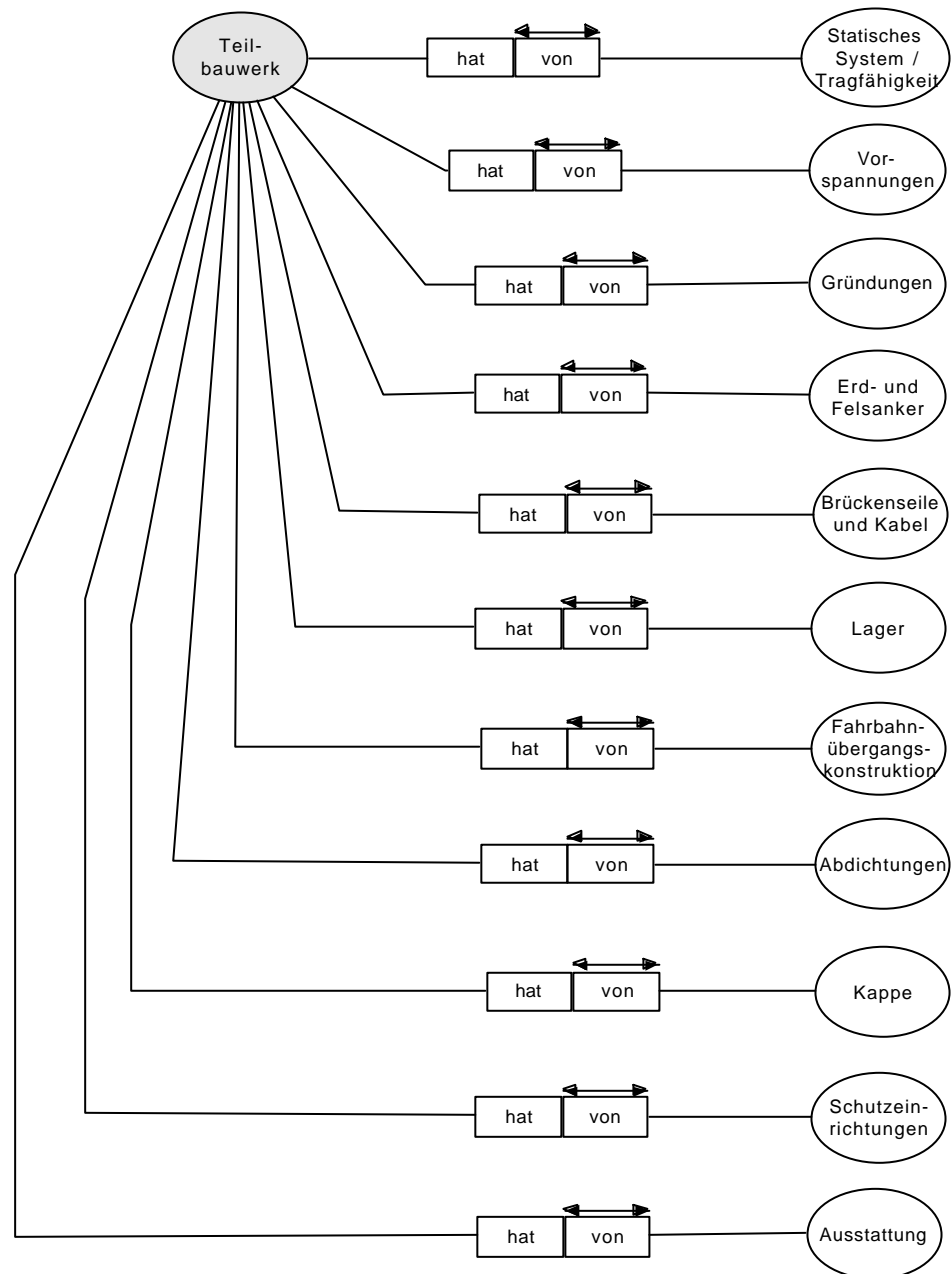 Teil-
bauwerk
hat von
Statisches
System /
Tragfähigkeit
hat von
Vor-
spannungen
hat von
Gründungen
hat von
Erd- und
Felsanker
hat von
Brückenseile
und Kabel
hat von
Lager
hat von
Fahrbahn-
übergangs-
konstruktion
hat von
Abdichtungen
hat von
Kappe
hat von
Schutzein-
richtungen
hat von
Ausstattung